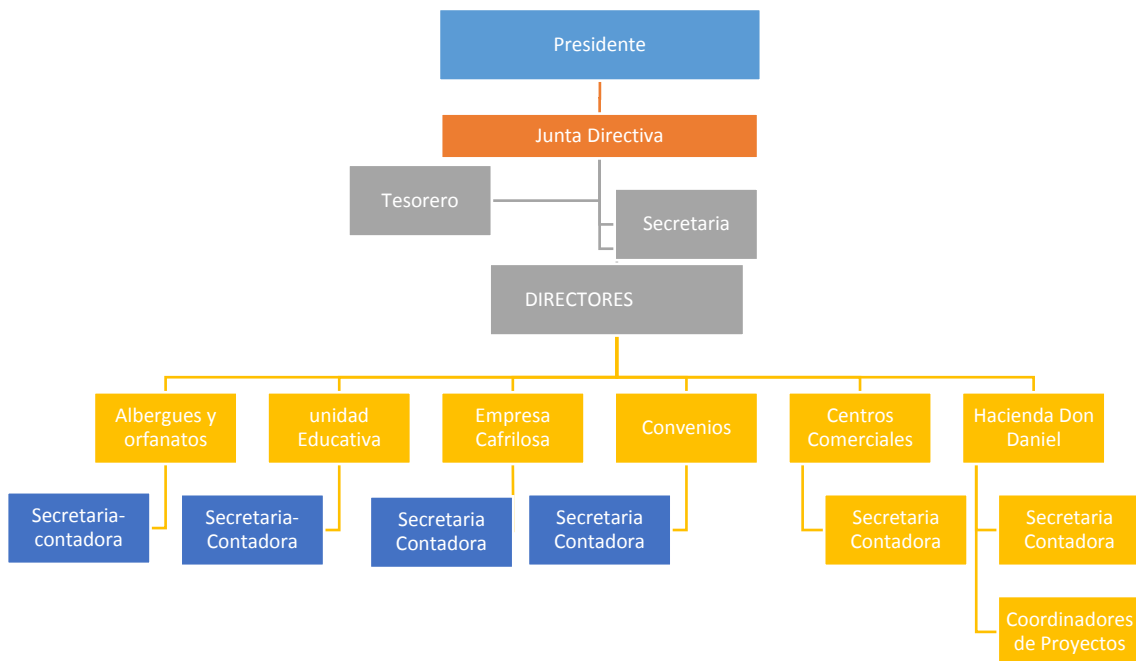 Presidente
Junta Directiva
Tesorero
Secretaria
DIRECTORES
Albergues y
orfanatos
unidad
Educativa
Empresa
Cafrilosa
Convenios
Centros
Comerciales
Hacienda Don
Daniel
Secretaria-
contadora
Secretaria-
Contadora
Secretaria
Contadora
Secretaria
Contadora
Secretaria
Contadora
Secretaria
Contadora
Coordinadores
de Proyectos